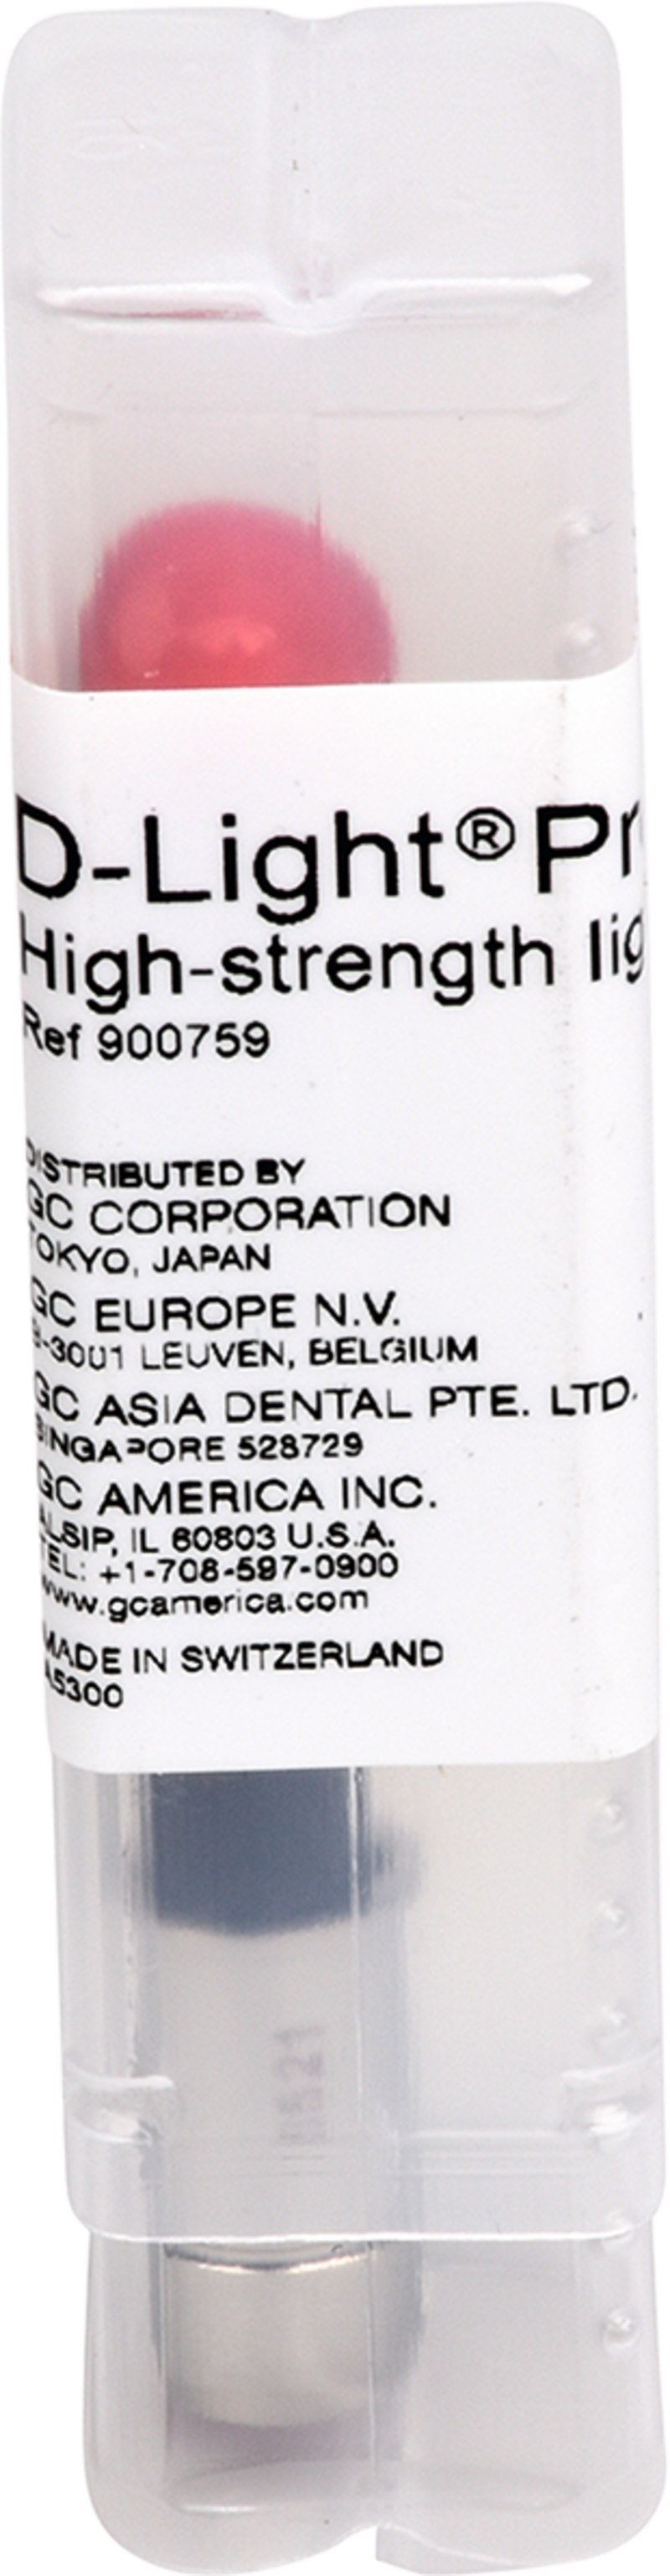 D-Light® Pr
High-strength lig
Ref 900759
DISTRIBUTED BY
GC CORPORATION
TOKYO, JAPAN
GC EUROPE N.V.
B-3001 LEUVEN, BELGIUM
GC ASIA DENTAL PTE. LTD.
SINGAPORE 528729
GC AMERICA INC.
ALSIP, IL 60803 U.S.A.
TEL: +1-708-597-0900
www.gcamerica.com
MADE IN SWITZERLAND
A5300